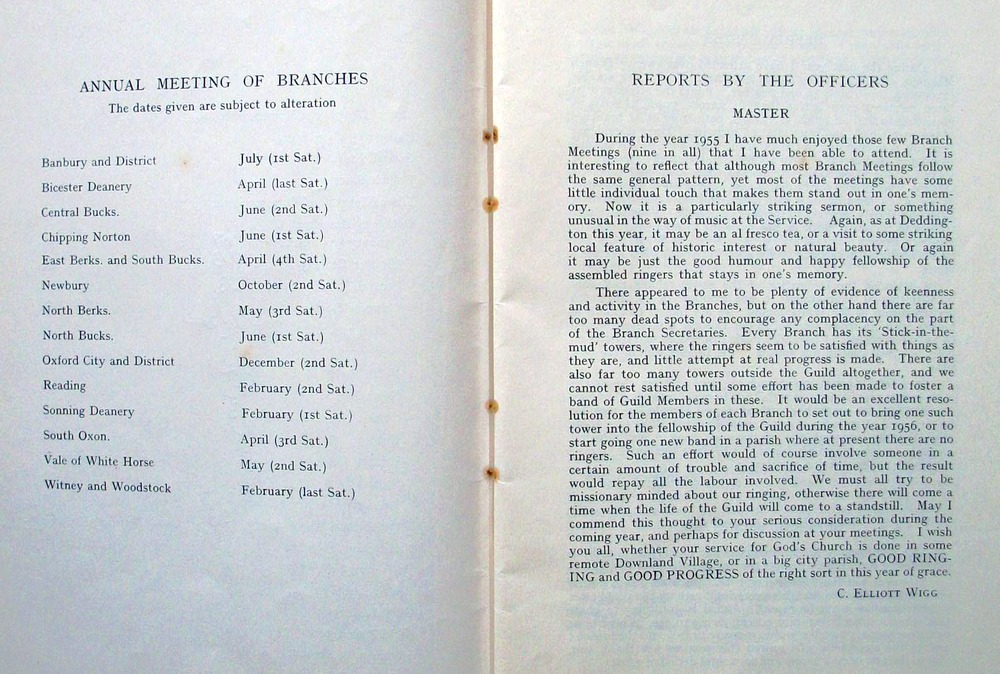 ANNUAL MEETING OF BRANCHES
The dates given are subject to alteration
Banbury and District July (1st Sat.)
Bicester Deanery April (last Sat.)
Central Bucks. June (2nd Sat.)
Chipping Norton June (1st Sat.)
East Berks. and South Bucks. April (4th Sat.)
Newbury October (2nd Sat.)
North Berks. May (3rd Sat.)
North Bucks. June (1st Sat.)
Oxford City and District December (2nd Sat.)
Reading February (2nd Sat.)
Sonning Deanery February (1st Sat.)
South Oxon. April (3rd Sat.)
Vale of White Horse May (2nd Sat.)
Witney and Woodstock February (last Sat.)
REPORTS BY THE OFFICERS
MASTER
During the year 1955 I have much enjoyed those few Branch
Meetings (nine in all) that I have been able to attend. It is
interesting to reflect that although most Branch Meetings follow
the same general pattern, yet most of the meetings have some
little individual touch that makes them stand out in one's mem-
ory. Now it is a particularly striking sermon, or something
unusual in the way of music at the Service. Again, as at Dedding-
ton this year, it may be an al fresco tea, or a visit to some striking
local feature of historic interest or natural beauty. Or again
it may be just the good humour and happy fellowship of the
assembled ringers that stays in one's memory.
There appeared to me to be plenty of evidence of keenness
and activity in the Branches, but on the other hand there are far
too many dead spots to encourage any complacency on the part
of the Branch Secretaries. Every Branch has its 'Stick-in-the-
mud' towers, where the ringers seem to be satisfied with things as
they are, and little attempt at real progress is made. There are
also far too many towers outside the Guild altogether, and we
cannot rest satisfied until some effort has been made to foster a
band of Guild Members in these. It would be an excellent reso-
lution for the members of each Branch to set out to bring one such
tower into the fellowship of the Guild during the year 1956, or to
start going one new band in a parish where at present there are no
ringers. Such an effort would of course involve someone in a
certain amount of trouble and sacrifice of time, but the result
would repay all the labour involved. We must all try to be
missionary minded about our ringing, otherwise there will come a
time when the life of the Guild will come to a standstill. May I
commend this thought to your serious consideration during the
coming year, and perhaps for discussion at your meetings. I wish
you all, whether your service for God's Church is done in some
remote Downland Village, or in a big city parish, GOOD RING-
ING and GOOD PROGRESS of the right sort in this year of grace.
C. Elliott Wigg